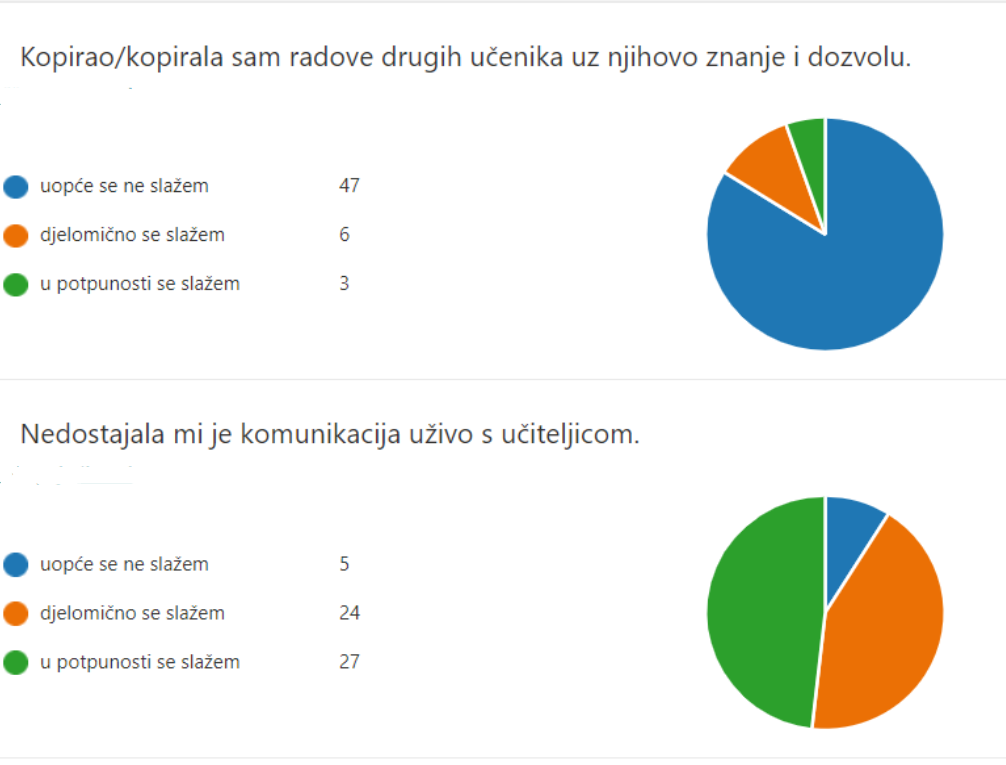 Kopirao/kopirala sam radove drugih učenika uz njihovo znanje i dozvolu.
uopće se ne slažem 47
djelomično se slažem 6
u potpunosti se slažem 3
Nedostajala mi je komunikacija uživo s učiteljicom.
uopće se ne slažem 5
djelomično se slažem 24
u potpunosti se slažem 27